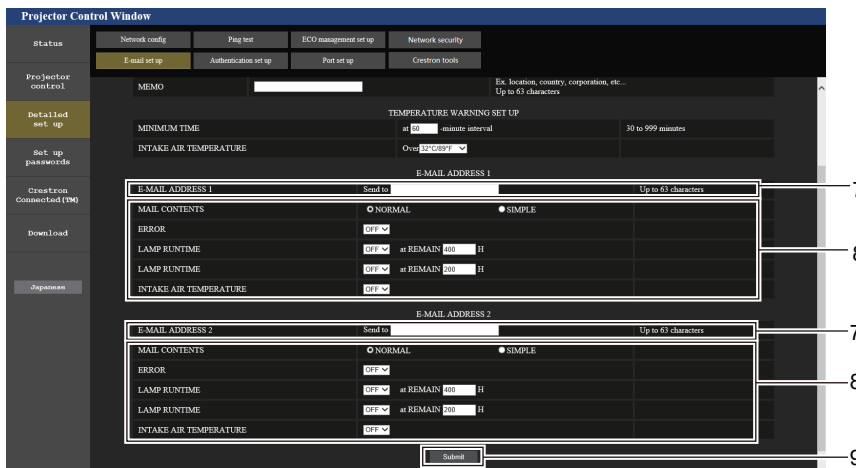 Projector Control Window
Status
Network config Ping test ECO management set up Network security
E-mail set up Authentication set up Port set up Crestron tools
Projector control
MEMO Ex. location, country, corporation, etc...
Up to 63 characters
Detailed set up
TEMPERATURE WARNING SET UP
MINIMUM TIME at 60 -minute interval 30 to 999 minutes
Set up passwords
INTAKE AIR TEMPERATURE Over 32°C/89°F
Crestron Connected(TM)
E-MAIL ADDRESS 1
E-MAIL ADDRESS 1 Send to Up to 63 characters 7
MAIL CONTENTS NORMAL SIMPLE
Download
ERROR OFF
LAMP RUNTIME OFF at REMAIN 400 H 8
LAMP RUNTIME OFF at REMAIN 200 H
Japanese
INTAKE AIR TEMPERATURE OFF
E-MAIL ADDRESS 2
E-MAIL ADDRESS 2 Send to Up to 63 characters 7
MAIL CONTENTS NORMAL SIMPLE
ERROR OFF
LAMP RUNTIME OFF at REMAIN 400 H 8
LAMP RUNTIME OFF at REMAIN 200 H
INTAKE AIR TEMPERATURE OFF
Submit 9